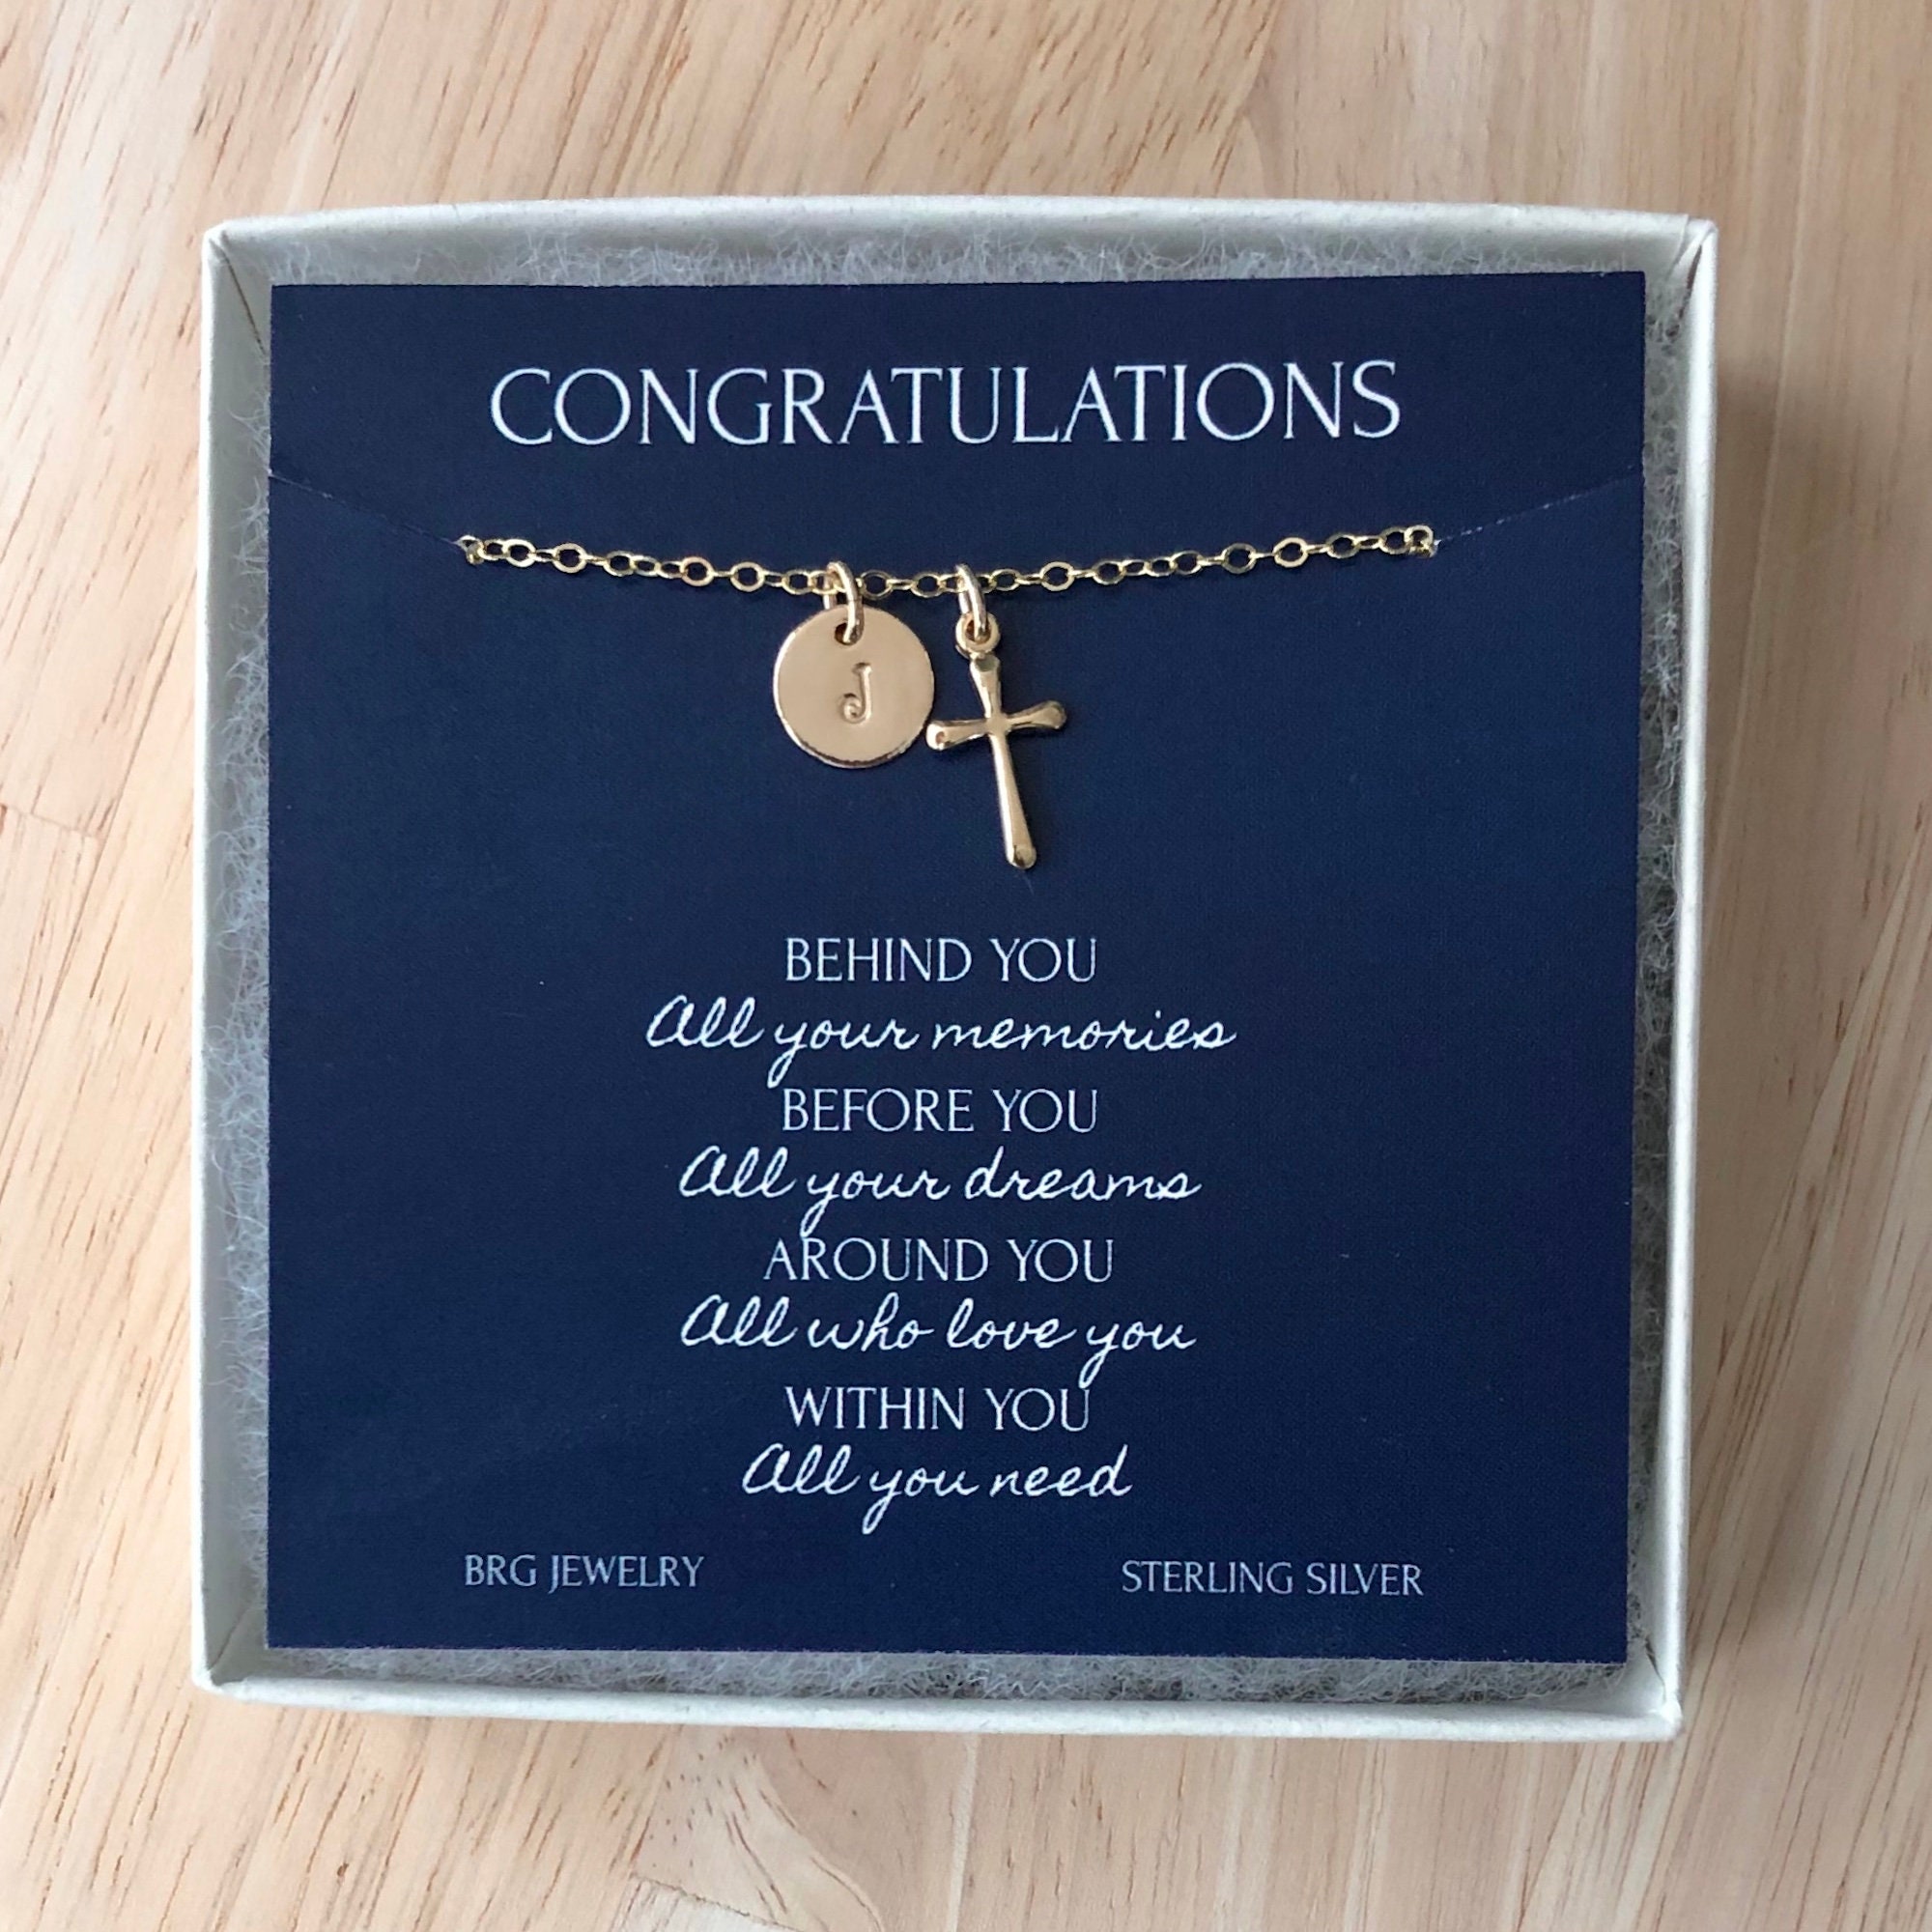 CONGRATULATIONS
J
BEHIND YOU
All your memories
BEFORE YOU
All your dreams
AROUND YOU
All who love you
WITHIN YOU
All you need
BRG JEWELRY
STERLING SILVER